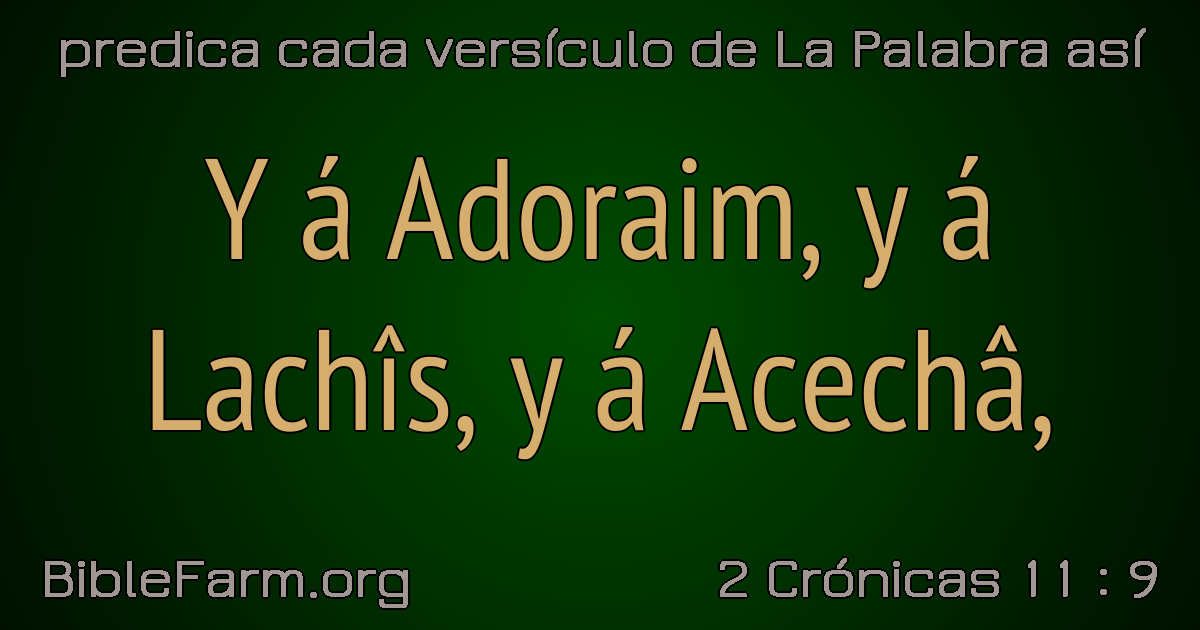 predica cada versículo de La Palabra así
Y á Adoraim, y á
Lachîs, y á Acechâ,
BibleFarm.org
2 Crónicas 11 : 9